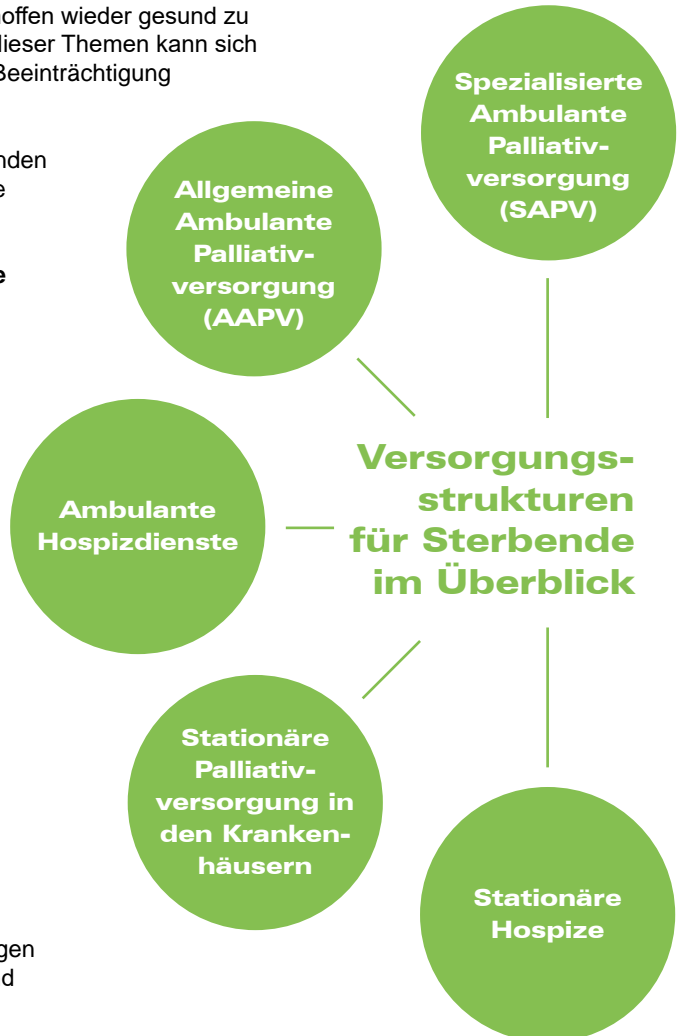 offen wieder gesund zu
dieser Themen kann sich
Beeinträchtigung
nden
e
e
Spezialisierte
Ambulante
Palliativ-
versorgung
(SAPV)
Allgemeine
Ambulante
Palliativ-
versorgung
(AAPV)
Versorgungs-
strukturen
für Sterbende
im Überblick
Ambulante
Hospizdienste
Stationäre
Palliativ-
versorgung in
den Kranken-
häusern
Stationäre
Hospize
gen
d